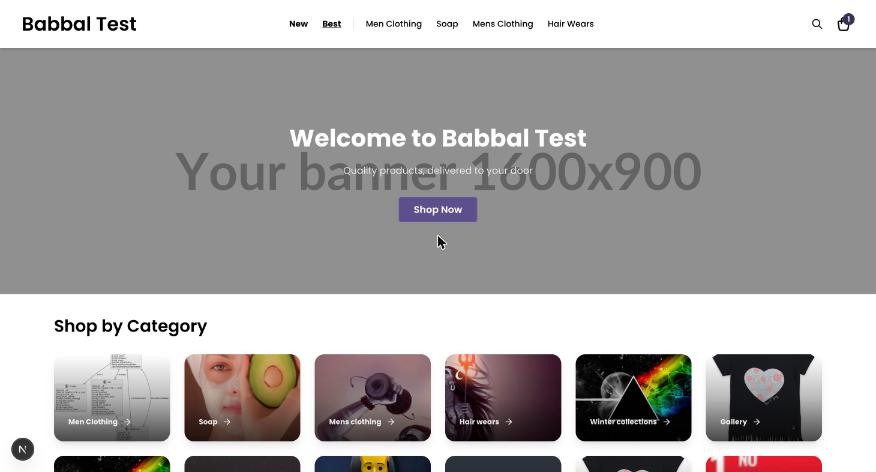 Babbal Test
New Best Men Clothing Soap Mens Clothing Hair Wears
1
Welcome to Babbal Test
Your banner 1600x900
Quality products, delivered to your door
Shop Now
Shop by Category
Men Clothing →
Soap →
Mens clothing →
Hair wears →
Winter collections →
Gallery →
N
NO